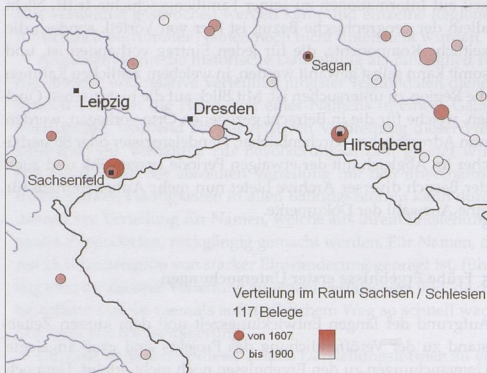 Sagan
Leipzig
Dresden
Hirschberg
Sachsenfeld
Verteilung im Raum Sachsen / Schlesien
117 Belege
von 1607
bis 1900